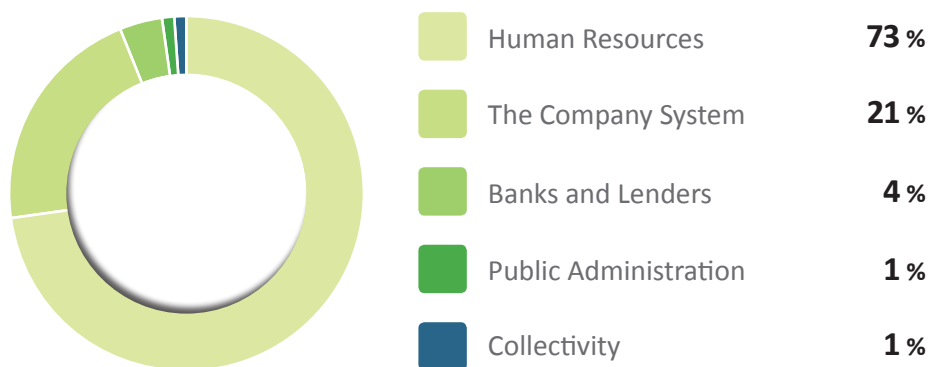 Human Resources 73 %
The Company System 21 %
Banks and Lenders 4 %
Public Administration 1 %
Collectivity 1 %